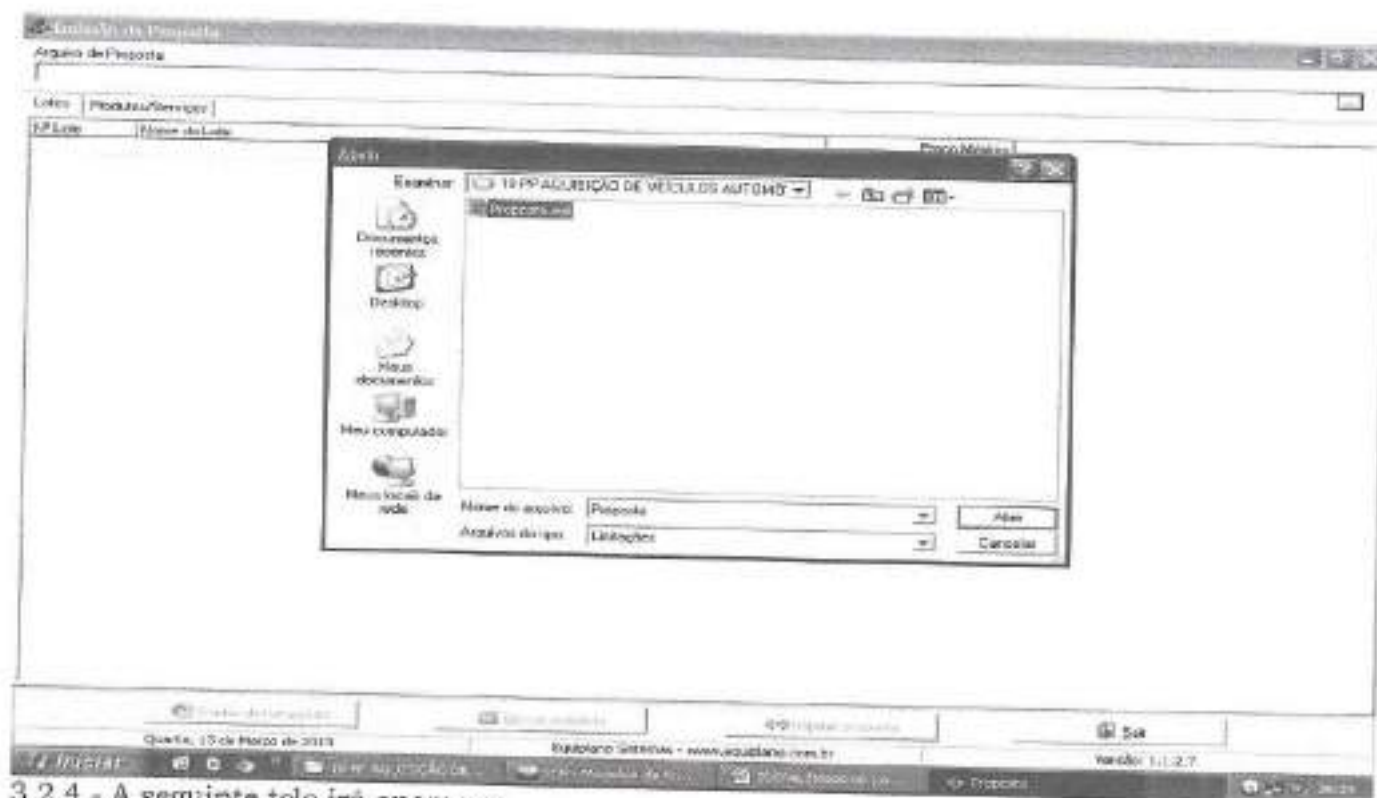 Emissão de Proposta
Arquivo de Proposta
Lotes Produtos/Serviços
Nº Lote Nome do Lote Preço Máximo
Abrir
Examinar: 19 PP AQUISIÇÃO DE VEÍCULOS AUTOMO
Proposta.esl
Documentos
recentes
Desktop
Meus
documentos
Meu computador
Meus locais de
rede
Nome do arquivo: Proposta Abrir
Arquivos do tipo: Licitações Cancelar
Sair
Quarta, 13 de Março de 2013 Equiplano Sistemas - www.equiplano.com.br Versão: 1.1.2.7
Iniciar Proposta
3.2.4 - A seguinte tela irá